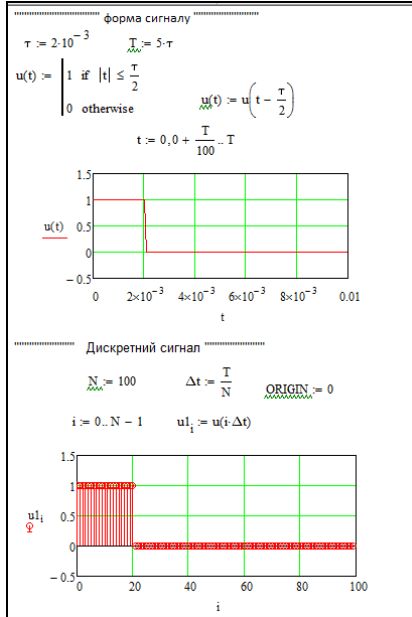 """""""""""""""" форма сигналу """"""""""""""""
τ := 2·10⁻³ T := 5·τ
u(t) := | 1 if |t| ≤ τ/2
0 otherwise
u(t) := u(t − τ/2)
t := 0,0 + T/100 .. T
1.5
1
u(t) 0.5
0
− 0.5
0 2×10⁻³ 4×10⁻³ 6×10⁻³ 8×10⁻³ 0.01
t
"""""""""""""""" Дискретний сигнал """"""""""""""""
N := 100 Δt := T/N ORIGIN := 0
i := 0.. N − 1 u1ᵢ := u(i·Δt)
1.5
1
u1ᵢ 0.5
0
− 0.5
0 20 40 60 80 100
i